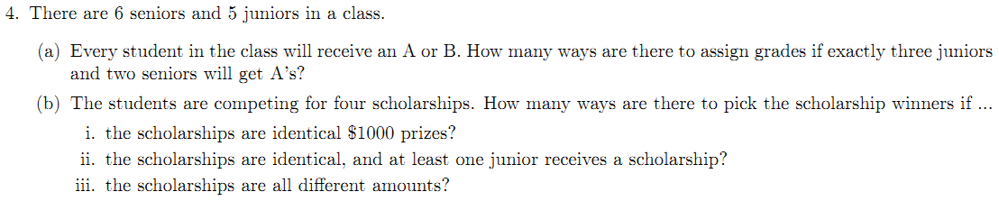 4. There are 6 seniors and 5 juniors in a class.
(a) Every student in the class will receive an A or B. How many ways are there to assign grades if exactly three juniors
and two seniors will get A's?
(b) The students are competing for four scholarships. How many ways are there to pick the scholarship winners if ...
i. the scholarships are identical $1000 prizes?
ii. the scholarships are identical, and at least one junior receives a scholarship?
iii. the scholarships are all different amounts?